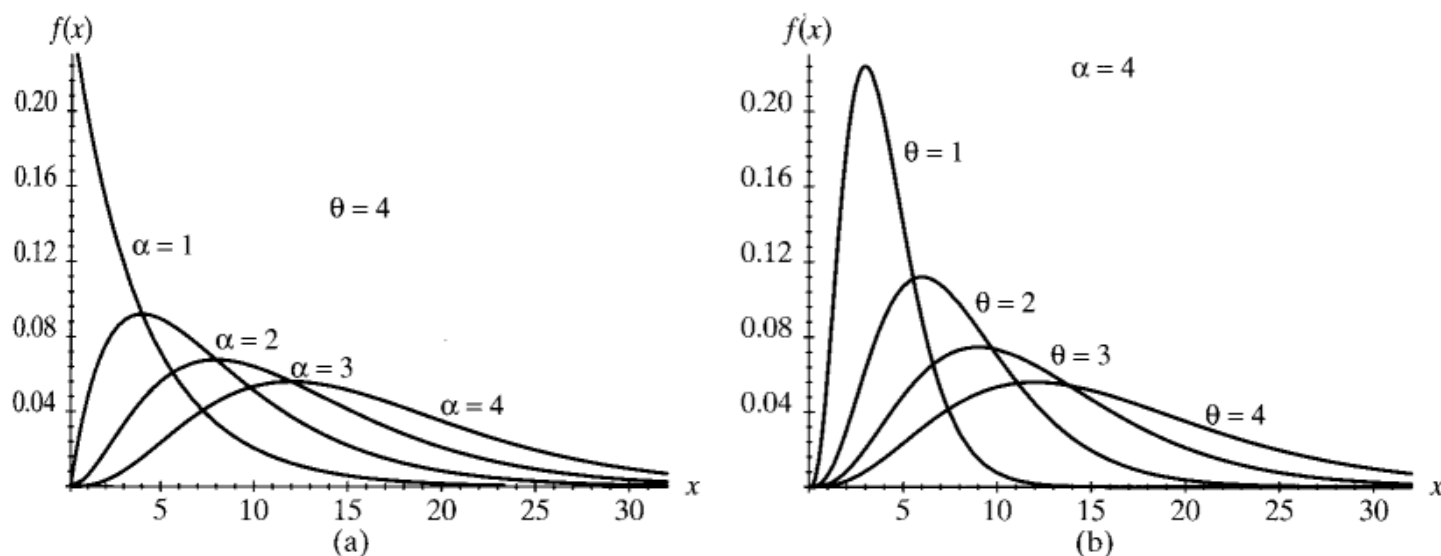 f(x)
0.20
0.16
0.12
0.08
0.04
θ = 4
α = 1
α = 2
α = 3
α = 4
5 10 15 20 25 30 x
(a)
f(x)
α = 4
0.20
0.16
0.12
0.08
0.04
θ = 1
θ = 2
θ = 3
θ = 4
5 10 15 20 25 30 x
(b)